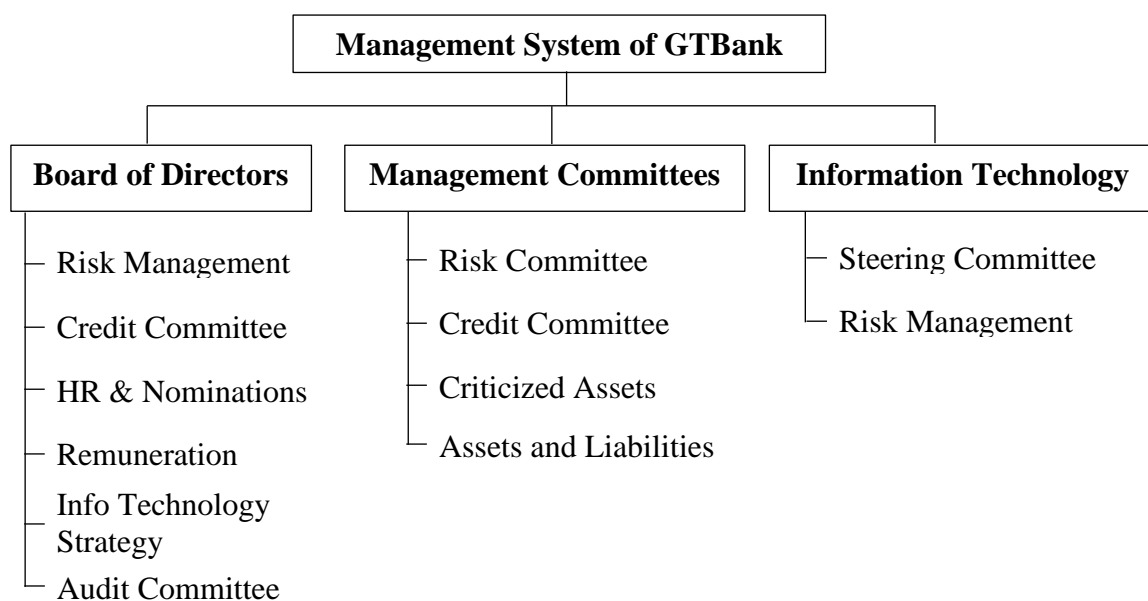 Management System of GTBank
Board of Directors
Risk Management
Credit Committee
HR & Nominations
Remuneration
Info Technology
Strategy
Audit Committee
Management Committees
Risk Committee
Credit Committee
Criticized Assets
Assets and Liabilities
Information Technology
Steering Committee
Risk Management